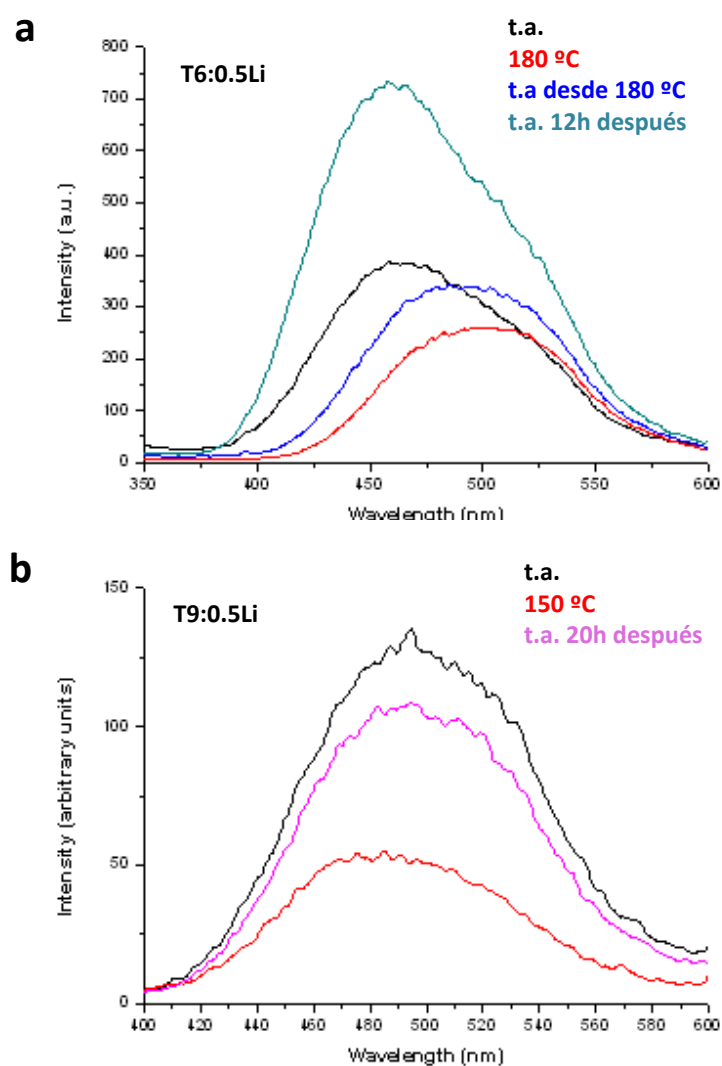 a
T6:0.5Li
t.a.
180 ºC
t.a desde 180 ºC
t.a. 12h después
800
700
600
500
400
300
200
100
0
Intensity (a.u.)
350
400
450
500
550
600
Wavelength (nm)
b
T9:0.5Li
t.a.
150 ºC
t.a. 20h después
150
100
50
0
Intensity (arbitrary units)
400
420
440
460
480
500
520
540
560
580
600
Wavelength (nm)